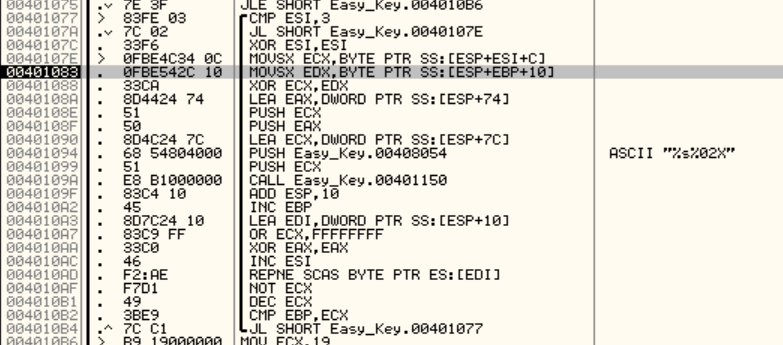 00401075 .v 7E 3F JLE SHORT Easy_Key.004010B6
00401077 > 83FE 03 CMP ESI,3
0040107A .v 7C 02 JL SHORT Easy_Key.0040107E
0040107C . 33F6 XOR ESI,ESI
0040107E > 0FBE4C34 0C MOVSX ECX,BYTE PTR SS:[ESP+ESI+C]
00401083 . 0FBE542C 10 MOVSX EDX,BYTE PTR SS:[ESP+EBP+10]
00401088 . 33CA XOR ECX,EDX
0040108A . 8D4424 74 LEA EAX,DWORD PTR SS:[ESP+74]
0040108E . 51 PUSH ECX
0040108F . 50 PUSH EAX
00401090 . 8D4C24 7C LEA ECX,DWORD PTR SS:[ESP+7C]
00401094 . 68 54804000 PUSH Easy_Key.00408054 ASCII "%s%02X"
00401099 . 51 PUSH ECX
0040109A . E8 B1000000 CALL Easy_Key.00401150
0040109F . 83C4 10 ADD ESP,10
004010A2 . 45 INC EBP
004010A3 . 8D7C24 10 LEA EDI,DWORD PTR SS:[ESP+10]
004010A7 . 83C9 FF OR ECX,FFFFFFFF
004010AA . 33C0 XOR EAX,EAX
004010AC . 46 INC ESI
004010AD . F2:AE REPNE SCAS BYTE PTR ES:[EDI]
004010AF . F7D1 NOT ECX
004010B1 . 49 DEC ECX
004010B2 . 3BE9 CMP EBP,ECX
004010B4 .^ 7C C1 JL SHORT Easy_Key.00401077
004010B6 > B9 19000000 MOV ECX,19